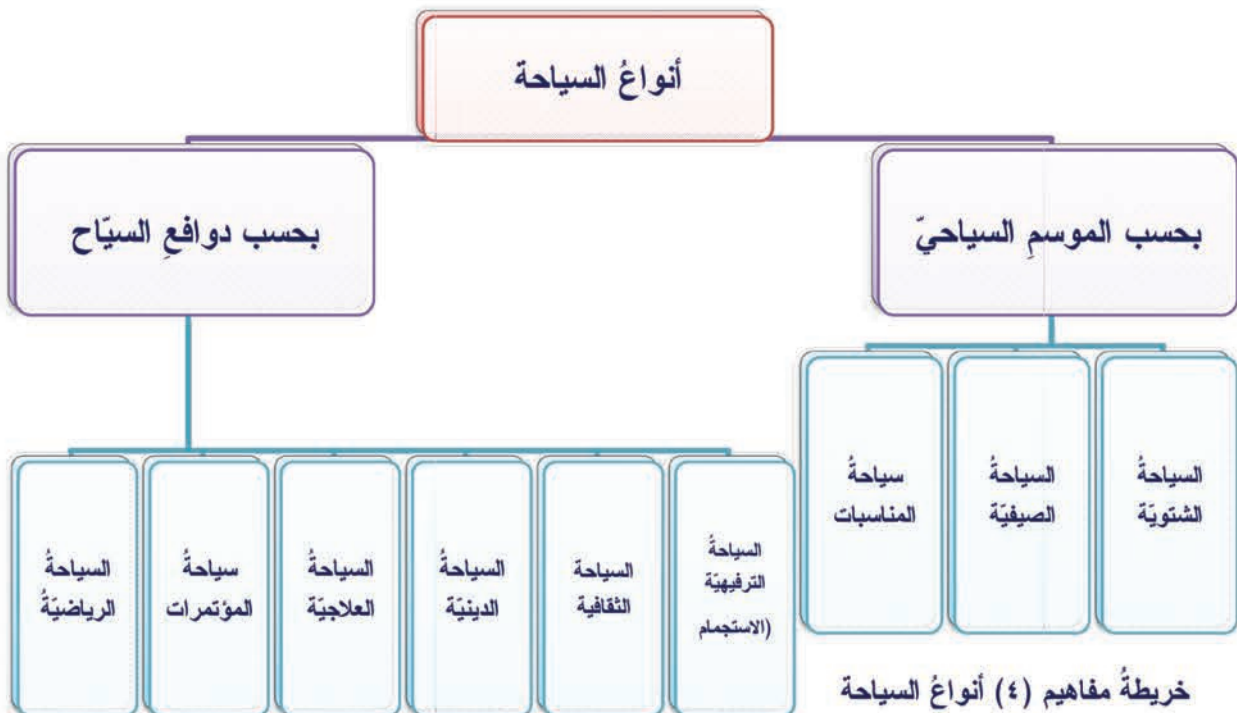 أنواعُ السياحة
بحسب الموسمِ السياحيّ
بحسب دوافعِ السيّاح
السياحةُ
الشتويّة
السياحةُ
الصيفيّة
سياحةُ
المناسبات
السياحةُ
الترفيهيّة
(الاستجمام
السياحة
الثقافية
السياحةُ
الدينيّة
السياحةُ
العلاجيّة
سياحةُ
المؤتمرات
السياحةُ
الرياضيّةُ
خريطةُ مفاهيم (٤) أنواعُ السياحة